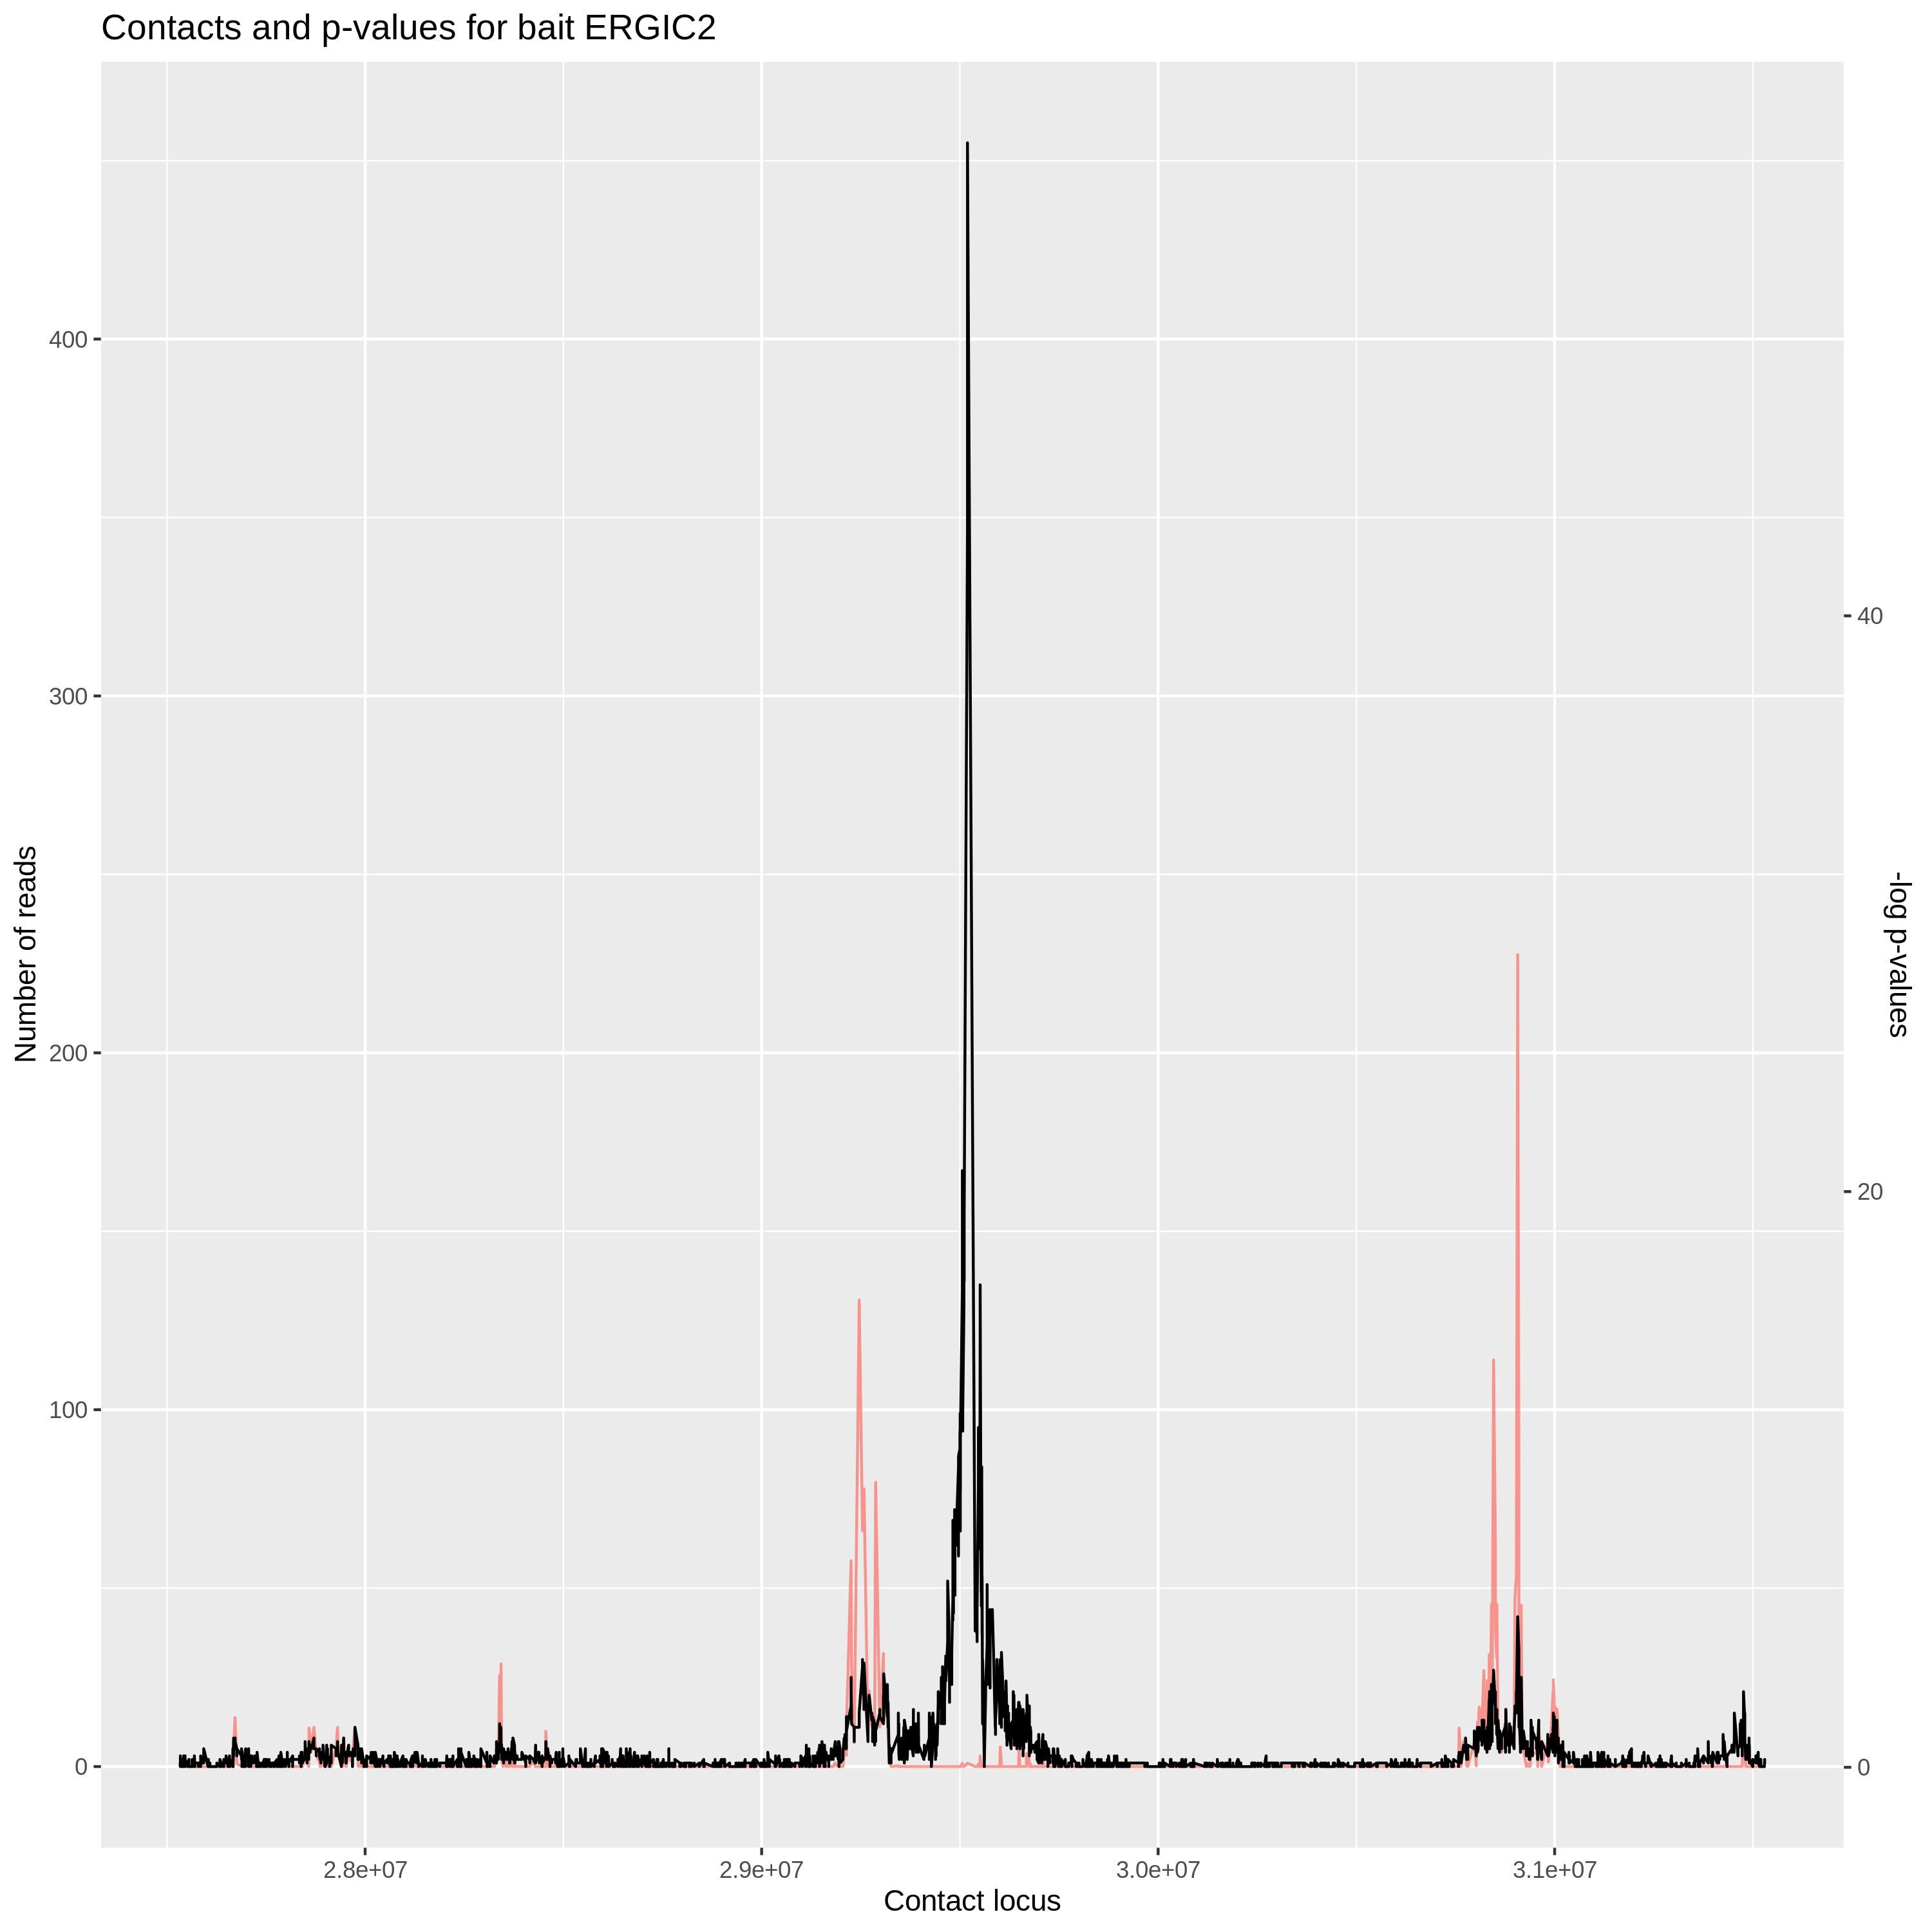 Contacts and p-values for bait ERGIC2
400
300
200
100
0
Number of reads
40
20
0
-log p-values
2.8e+07
2.9e+07
3.0e+07
3.1e+07
Contact locus